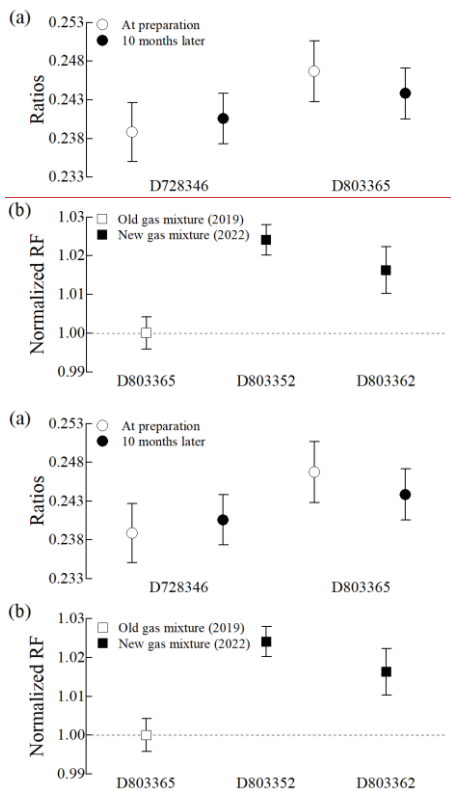 (a)
0.253
0.248
0.243
0.238
0.233
Ratios
At preparation
10 months later
D728346 D803365
(b)
1.03
1.02
1.01
1.00
0.99
Normalized RF
Old gas mixture (2019)
New gas mixture (2022)
D803365 D803352 D803362
(a)
0.253
0.248
0.243
0.238
0.233
Ratios
At preparation
10 months later
D728346 D803365
(b)
1.03
1.02
1.01
1.00
0.99
Normalized RF
Old gas mixture (2019)
New gas mixture (2022)
D803365 D803352 D803362